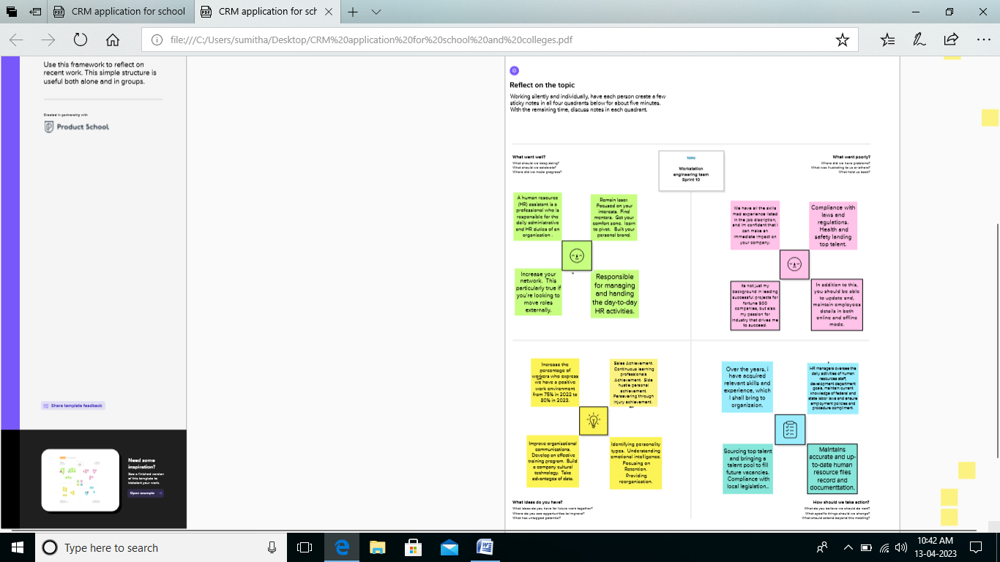 CRM application for school
CRM application for sch
file:///C:/Users/sumitha/Desktop/CRM%20application%20for%20school%20and%20colleges.pdf
Use this framework to reflect on
recent work. This simple structure is
useful both alone and in groups.
Created in partnership with
Product School
Share template feedback
Need some
inspiration?
See a finished version
of this template to
kickstart your work.
Open example
Reflect on the topic
Working silently and individually, have each person create a few
sticky notes in all four quadrants below for about five minutes.
With the remaining time, discuss notes in each quadrant.
What went well?
What should we keep doing?
What should we celebrate?
Where did we make progress?
TOPIC
Workstation
engineering team
Sprint 10
What went poorly?
Where did we have problems?
What was frustrating to us or others?
What held us back?
A human resource
(HR) assistant is a
professional who is
responsible for the
daily administrative
and HR duties of an
organisation .
Remain laser.
Focused on your
interests. Find
mentors. Get your
comfort zone. learn
to pivot. Built your
personal brand.
Increase your
network. This
particularly true if
you're looking to
move roles
externally.
Responsible
for managing
and handing
the day-to-day
HR activities.
We have all the skills
mad experience listed
in the job discription,
and im confident that i
can make an
immediate impact on
your company.
Compliance with
laws and
regulations.
Health and
safety landing
top talent.
Its not just my
background in leading
successful projects for
fortune 500
companies, but also
my passion for
industry that drives me
to succeed.
In addition to this,
you should be able
to update and,
maintain employees
details in both
online and offline
mode.
Increase the
percentage of
workers who express
we have a positive
work environment
from 75% in 2022 to
80% in 2023.
Sales Achievement.
Continuous learning
professionals
Achievement. Side
hustle personal
achievement.
Persevering through
injury achievement.
Improve organisational
communications.
Develop an effective
training program. Build
a company cultural
technology. Take
advantages of data.
Identifying personality
types. Understanding
emotional intelligence.
Focusing on
Retention.
Providing
reorganisation.
Over the years, i
have acquired
relevant skills and
experience, which
I shall bring to
organizaion.
HR managers oversee the
daily activities of human
resources staff,
development department
goals, maintain current
knowledge of federal and
state labor laws and ensure
employment policies and
procedure compliment.
Sourcing top talent
and bringing a
talent pool to fill
future vacancies.
Compliance with
local legislation..
Maintains
accurate and up-
to-date human
resource files
record and
documenttation.
What ideas do you have?
What ideas do you have for future work together?
Where do you see opportunities to improve?
What has untapped potential?
How should we take action?
What do you believe we should do next?
What specific things should we change?
What should extend beyond this meeting?
Type here to search
10:42 AM
13-04-2023